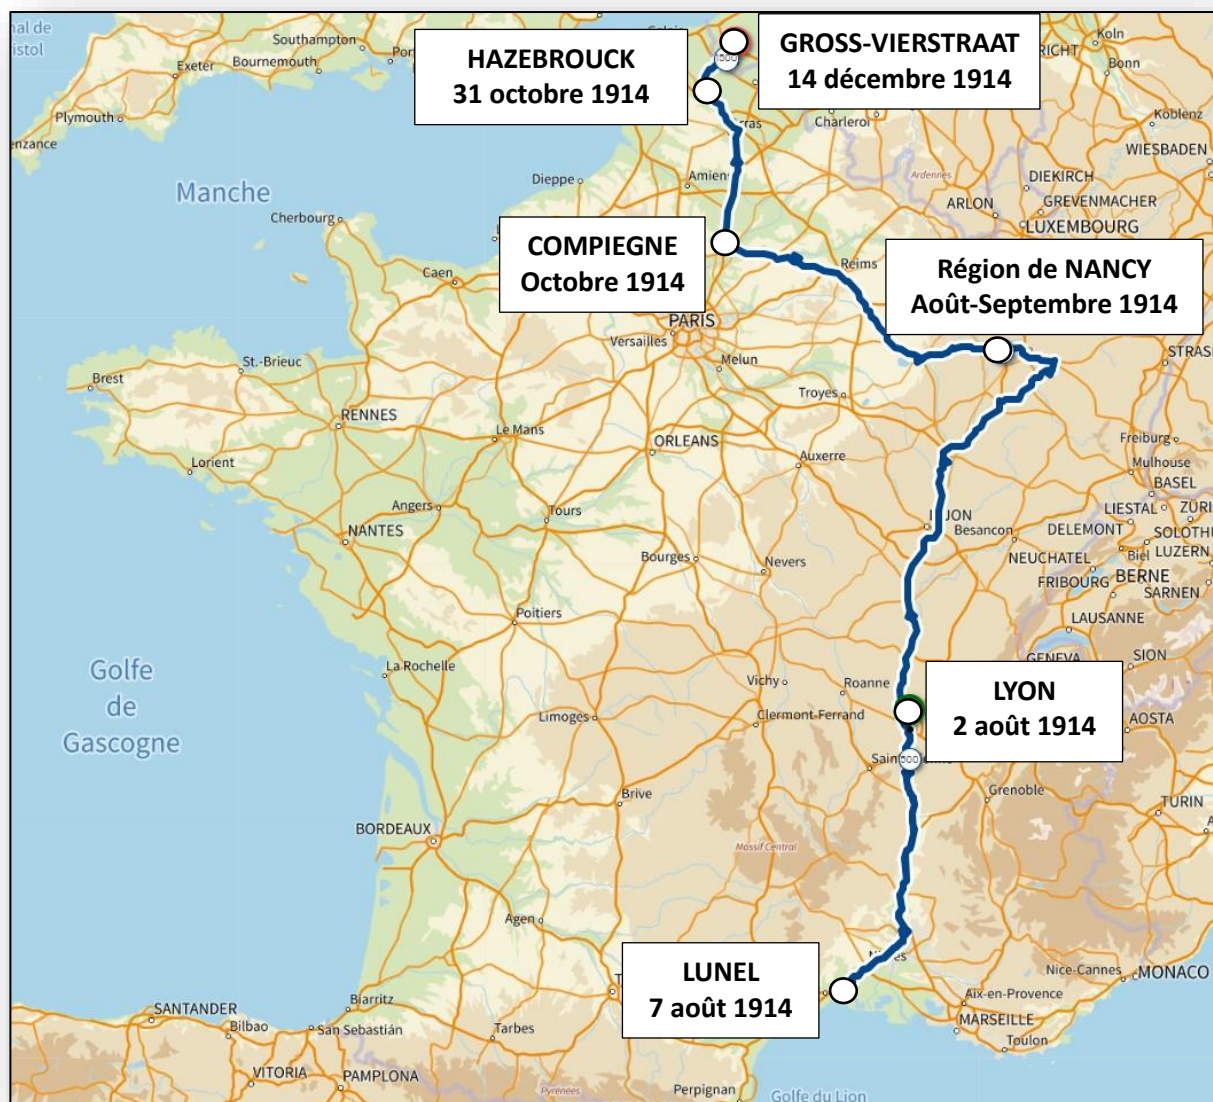 Southampton
Exeter
Bournemouth
Plymouth
Manche
Cherbourg
Dieppe
Amiens
HAZEBROUCK
31 octobre 1914
GROSS-VIERSTRAAT
14 décembre 1914
Koln
Bonn
Koblenz
WIESBADEN
Charleroi
Ardennes
DIEKIRCH
GREVENMACHER
ARLON
LUXEMBOURG
COMPIEGNE
Octobre 1914
Région de NANCY
Août-Septembre 1914
Caen
Reims
PARIS
Versailles
Melun
St.-Brieuc
Brest
RENNES
Le Mans
Troyes
ORLEANS
Lorient
Auxerre
Freiburg
Mulhouse
BASEL
LIESTAL
Angers
Tours
NANTES
Besancon
DELEMONT
NEUCHATEL
Biel
LUZERN
Bourges
Nevers
FRIBOURG
BERNE
SARNEN
Poitiers
LAUSANNE
Golfe
de
Gascogne
La Rochelle
GENEVA
SION
Vichy
Roanne
LYON
2 août 1914
AOSTA
Limoges
Clermont-Ferrand
Grenoble
Brive
TURIN
BORDEAUX
Massif Central
Agen
LUNEL
7 août 1914
Nice-Cannes
MONACO
Aix-en-Provence
MARSEILLE
Toulon
SANTANDER
Biarritz
Bilbao
San Sebastián
Tarbes
VITORIA
PAMPLONA
Pyrénées
Perpignan
Golfe du Lion